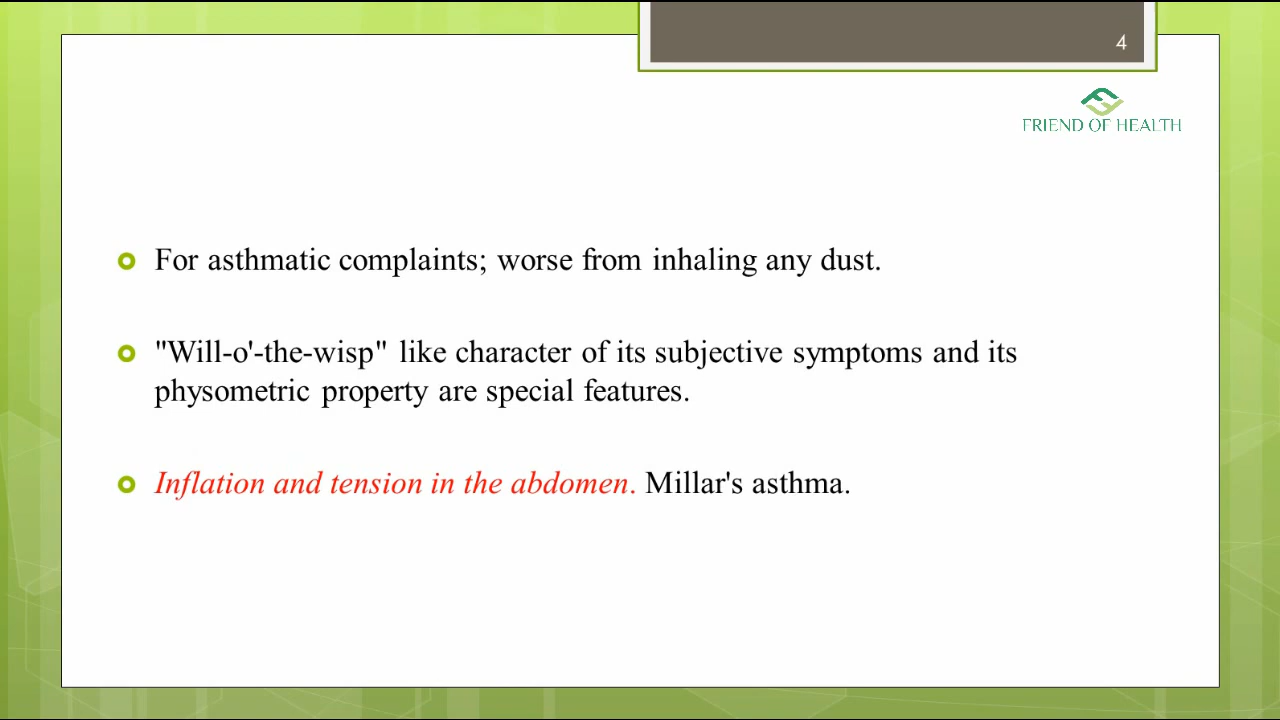 4
FRIEND OF HEALTH
For asthmatic complaints; worse from inhaling any dust.
"Will-o'-the-wisp" like character of its subjective symptoms and its
physometric property are special features.
Inflation and tension in the abdomen. Millar's asthma.